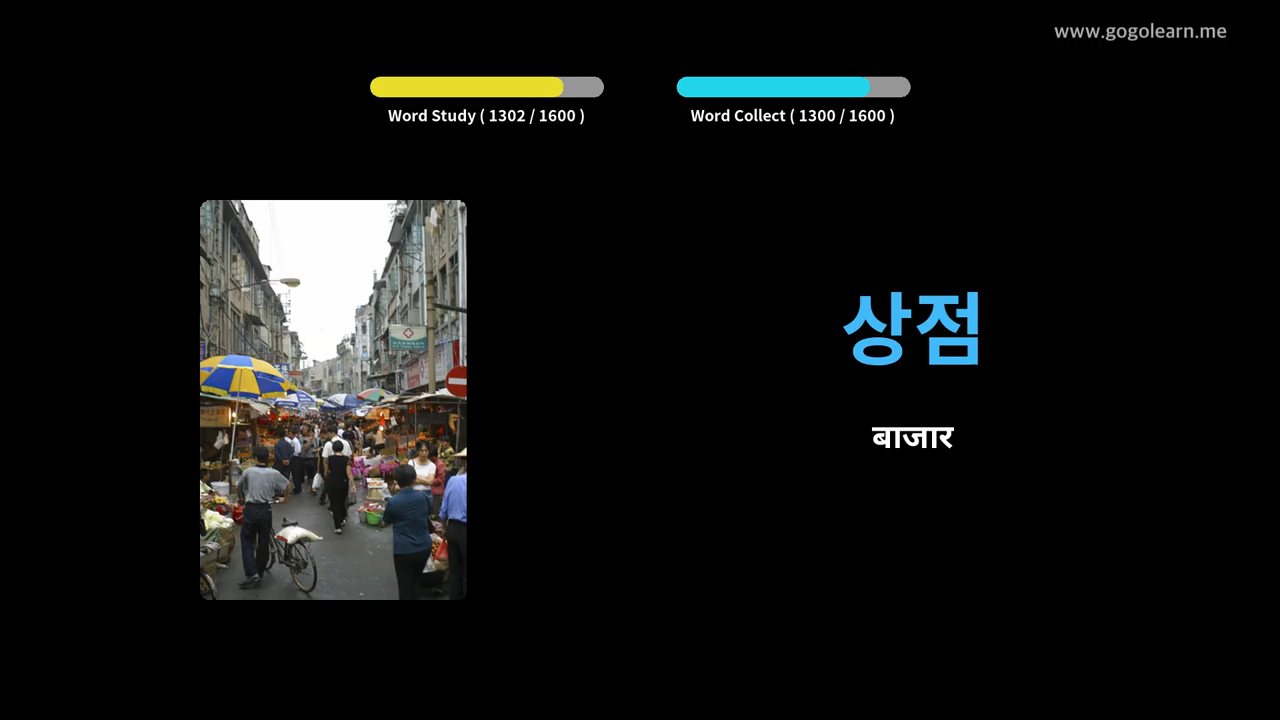 www.gogolearn.me
Word Study ( 1302 / 1600 )
Word Collect ( 1300 / 1600 )
상점
बाजार